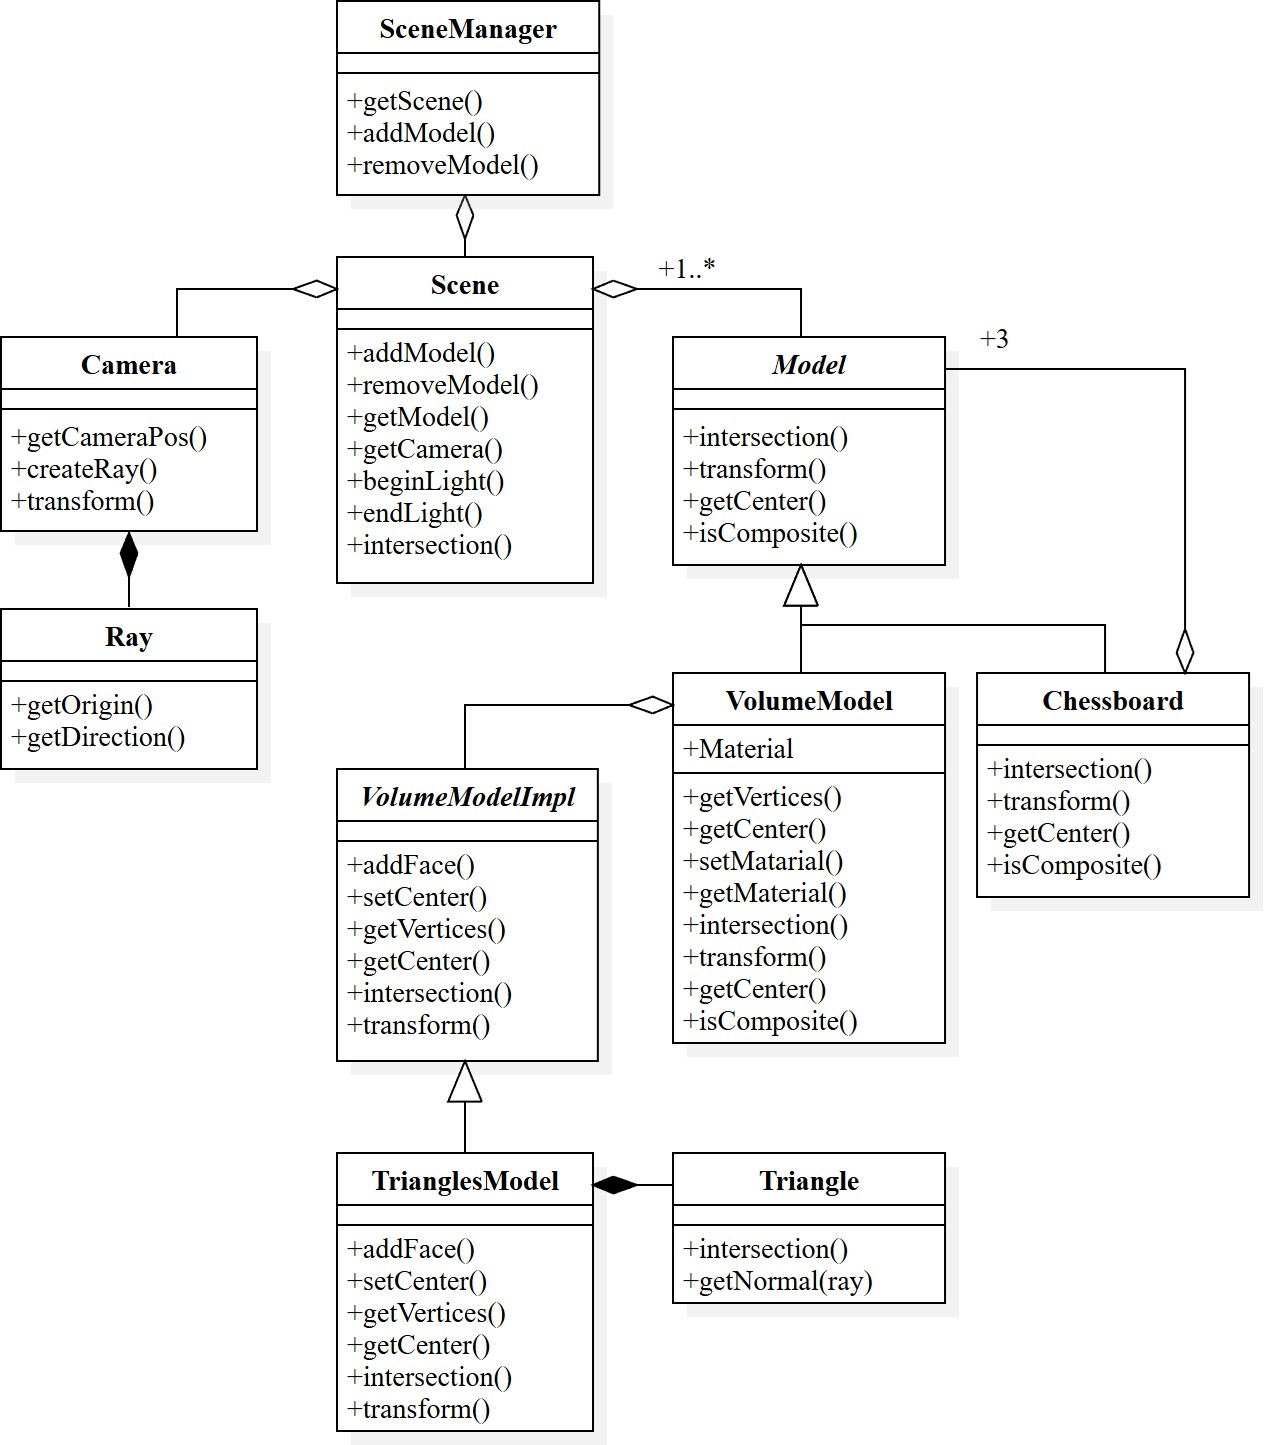 SceneManager
+getScene()
+addModel()
+removeModel()
Scene
+addModel()
+removeModel()
+getModel()
+getCamera()
+beginLight()
+endLight()
+intersection()
+1..*
Camera
+getCameraPos()
+createRay()
+transform()
Ray
+getOrigin()
+getDirection()
Model
+intersection()
+transform()
+getCenter()
+isComposite()
+3
VolumeModel
+Material
+getVertices()
+getCenter()
+setMatarial()
+getMaterial()
+intersection()
+transform()
+getCenter()
+isComposite()
Chessboard
+intersection()
+transform()
+getCenter()
+isComposite()
VolumeModelImpl
+addFace()
+setCenter()
+getVertices()
+getCenter()
+intersection()
+transform()
TrianglesModel
+addFace()
+setCenter()
+getVertices()
+getCenter()
+intersection()
+transform()
Triangle
+intersection()
+getNormal(ray)